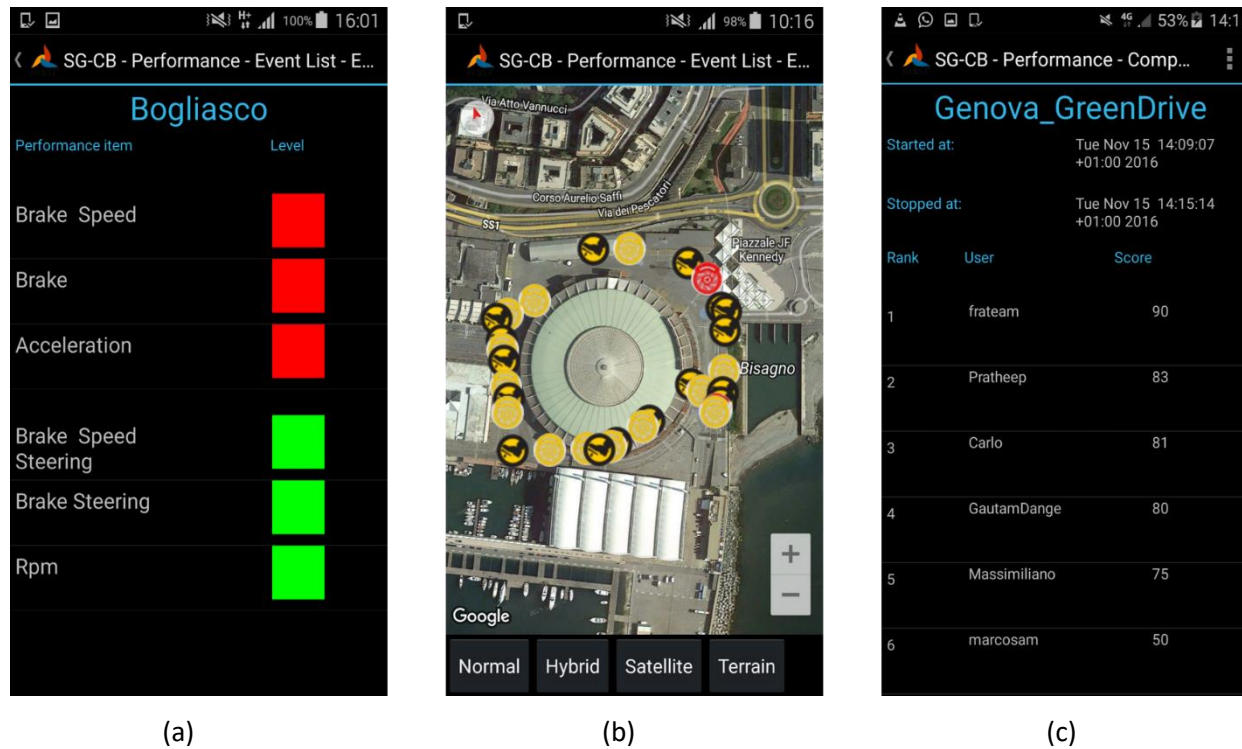 100% 16:01
SG-CB - Performance - Event List - E...
Bogliasco
Performance item Level
Brake Speed
Brake
Acceleration
Brake Speed
Steering
Brake Steering
Rpm
(a)
98% 10:16
SG-CB - Performance - Event List - E...
Via Atto Vannucci
Corso Aurelio Saffi
Via dei Pescatori
SS1
Piazzale JF
Kennedy
Bisagno
+
−
Google
Normal Hybrid Satellite Terrain
(b)
4G 53% 14:1
SG-CB - Performance - Comp...
Genova_GreenDrive
Started at: Tue Nov 15 14:09:07
+01:00 2016
Stopped at: Tue Nov 15 14:15:14
+01:00 2016
Rank User Score
1 frateam 90
2 Pratheep 83
3 Carlo 81
4 GautamDange 80
5 Massimiliano 75
6 marcosam 50
(c)